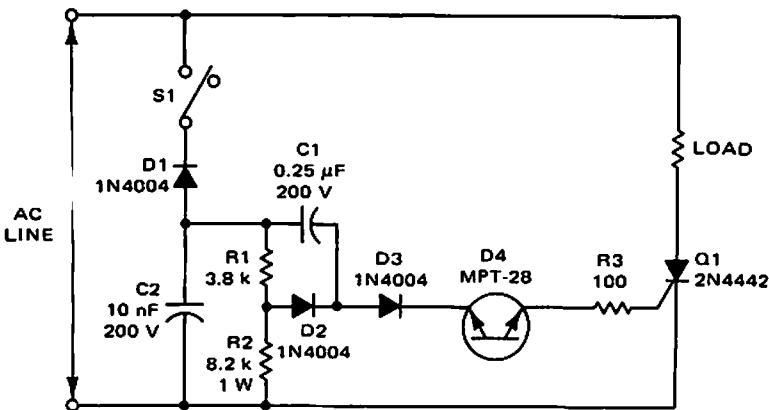 S1
C1
0.25 µF
200 V
D1
1N4004
LOAD
AC
LINE
R1
3.8 k
D3
1N4004
D4
MPT-28
R3
100
Q1
2N4442
C2
10 nF
200 V
D2
1N4004
R2
8.2 k
1 W